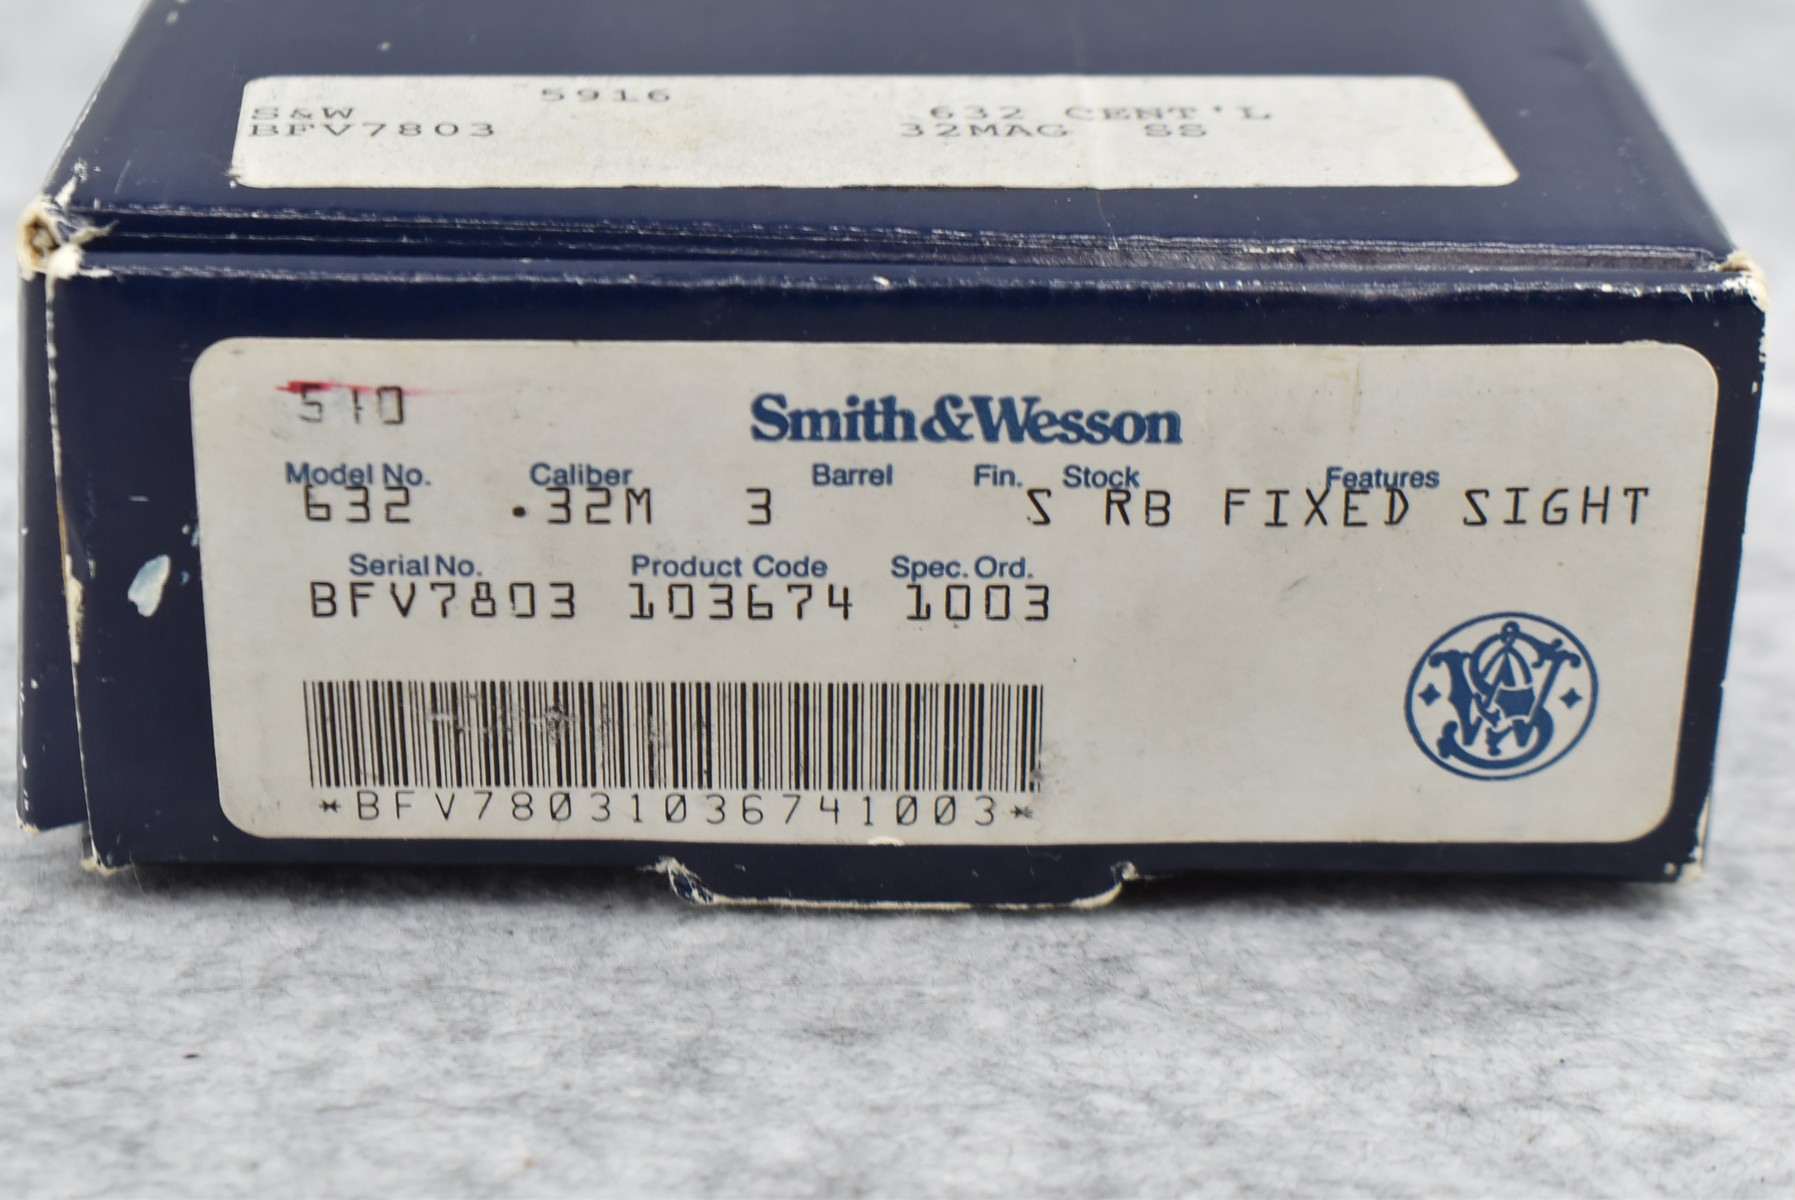 5916
S&W 632 CENT'L
BFV7803 32MAG SS
510
Smith & Wesson
Model No. Caliber Barrel Fin. Stock Features
632 .32M 3 S RB FIXED SIGHT
Serial No. Product Code Spec. Ord.
BFV7803 103674 1003
*BFV78031036741003*